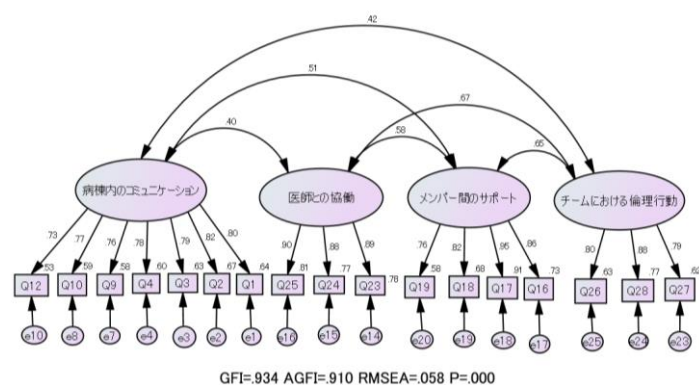 .42
.51
.67
.40
.58
.65
病棟内のコミュニケーション
医師との協働
メンバー間のサポート
チームにおける倫理行動
.73 .77 .76 .78 .79 .82 .80
.90 .88 .89
.76 .82 .95 .86
.80 .88 .79
.53 .59 .58 .60 .63 .67 .64 .81 .77 .78 .58 .68 .91 .73 .63 .77 .62
Q12 Q10 Q9 Q4 Q3 Q2 Q1 Q25 Q24 Q23 Q19 Q18 Q17 Q16 Q26 Q28 Q27
e10 e8 e7 e4 e3 e2 e1 e16 e15 e14 e20 e19 e18 e17 e25 e24 e23
GFI=.934 AGFI=.910 RMSEA=.058 P=.000